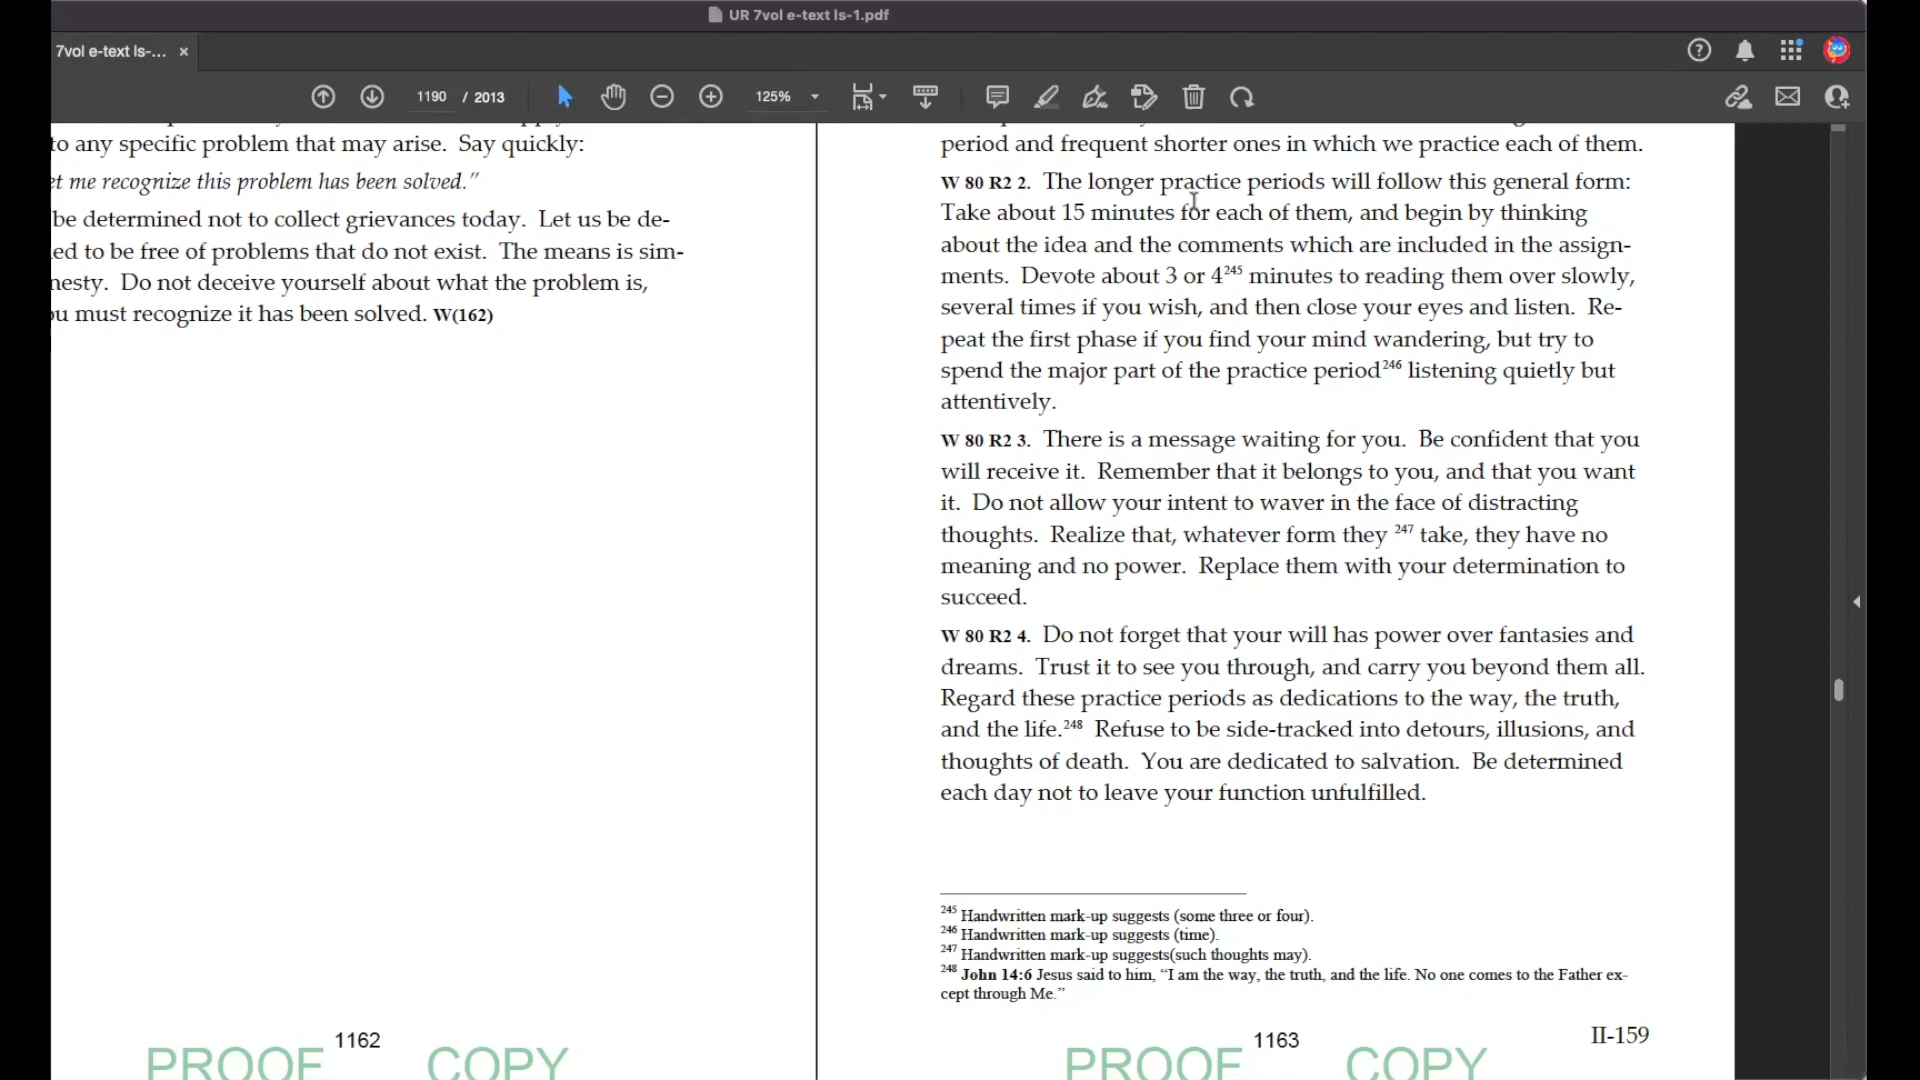 UR 7vol e-text ls-1.pdf
7vol e-text ls-... ×
1190 / 2013
125%
to any specific problem that may arise. Say quickly:
et me recognize this problem has been solved.”
be determined not to collect grievances today. Let us be de-
ed to be free of problems that do not exist. The means is sim-
nesty. Do not deceive yourself about what the problem is,
ou must recognize it has been solved. W(162)
1162
PROOF COPY
period and frequent shorter ones in which we practice each of them.
W 80 R2 2. The longer practice periods will follow this general form:
Take about 15 minutes for each of them, and begin by thinking
about the idea and the comments which are included in the assign-
ments. Devote about 3 or 4²⁴⁵ minutes to reading them over slowly,
several times if you wish, and then close your eyes and listen. Re-
peat the first phase if you find your mind wandering, but try to
spend the major part of the practice period²⁴⁶ listening quietly but
attentively.
W 80 R2 3. There is a message waiting for you. Be confident that you
will receive it. Remember that it belongs to you, and that you want
it. Do not allow your intent to waver in the face of distracting
thoughts. Realize that, whatever form they ²⁴⁷ take, they have no
meaning and no power. Replace them with your determination to
succeed.
W 80 R2 4. Do not forget that your will has power over fantasies and
dreams. Trust it to see you through, and carry you beyond them all.
Regard these practice periods as dedications to the way, the truth,
and the life.²⁴⁸ Refuse to be side-tracked into detours, illusions, and
thoughts of death. You are dedicated to salvation. Be determined
each day not to leave your function unfulfilled.
²⁴⁵ Handwritten mark-up suggests (some three or four).
²⁴⁶ Handwritten mark-up suggests (time).
²⁴⁷ Handwritten mark-up suggests(such thoughts may).
²⁴⁸ John 14:6 Jesus said to him, “I am the way, the truth, and the life. No one comes to the Father ex-
cept through Me.”
1163
II-159
PROOF COPY